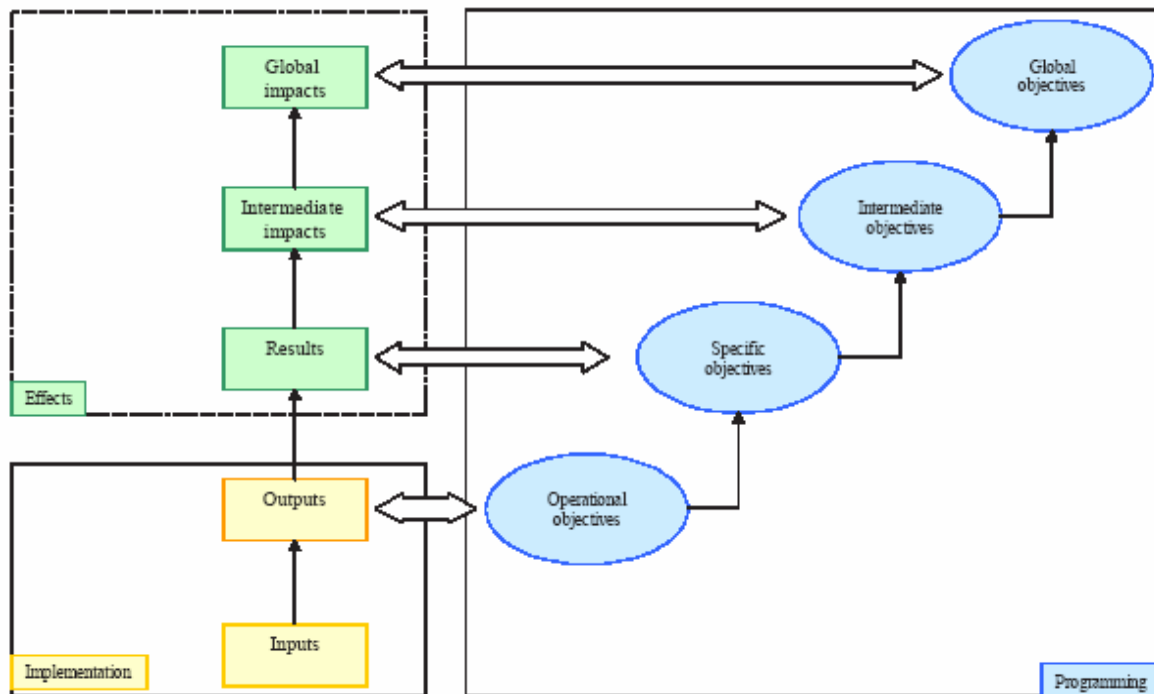 Global
impacts
Global
objectives
Intermediate
impacts
Intermediate
objectives
Results
Specific
objectives
Effects
Outputs
Operational
objectives
Inputs
Implementation
Programming